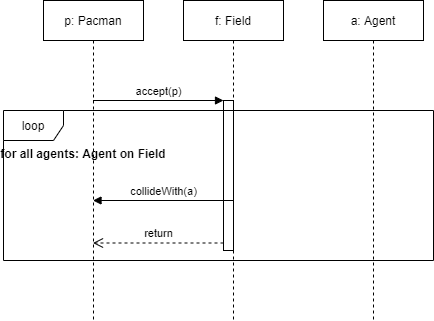 p: Pacman
f: Field
a: Agent
accept(p)
loop
for all agents: Agent on Field
collideWith(a)
return